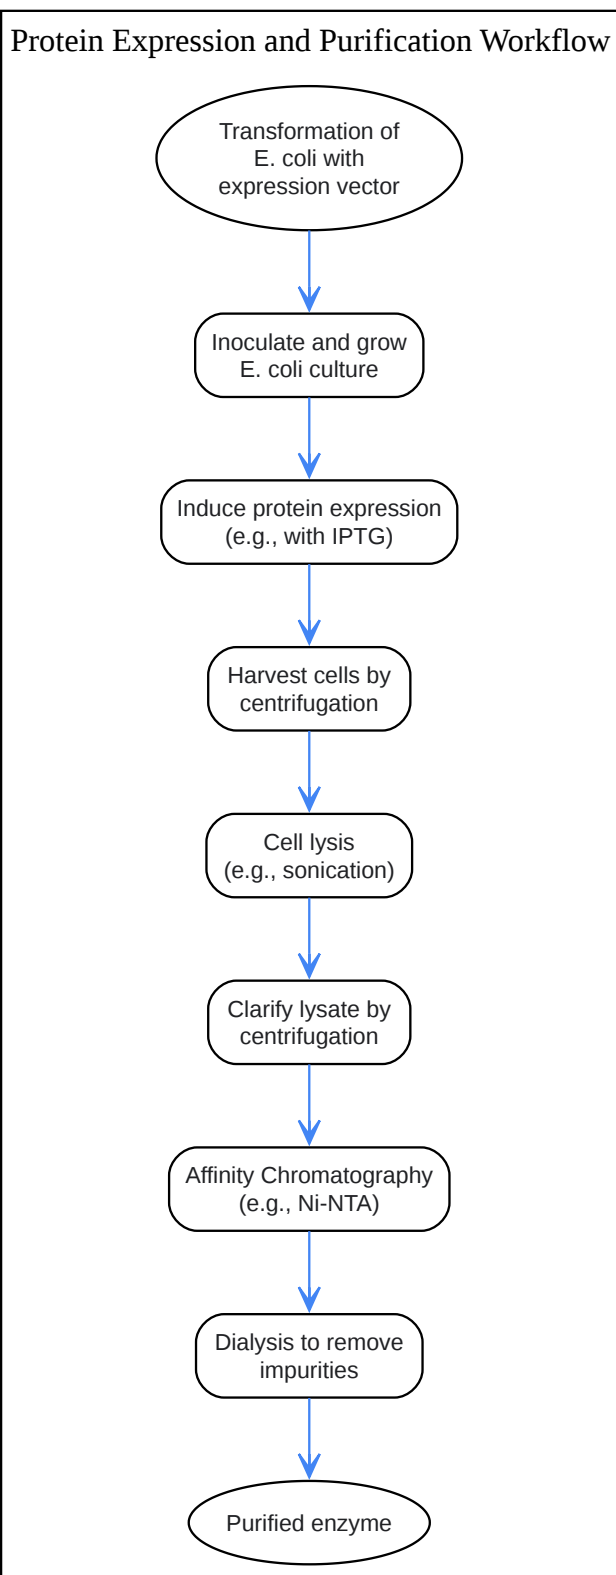 Protein Expression and Purification Workflow
Transformation of
E. coli with
expression vector
Inoculate and grow
E. coli culture
Induce protein expression
(e.g., with IPTG)
Harvest cells by
centrifugation
Cell lysis
(e.g., sonication)
Clarify lysate by
centrifugation
Affinity Chromatography
(e.g., Ni-NTA)
Dialysis to remove
impurities
Purified enzyme